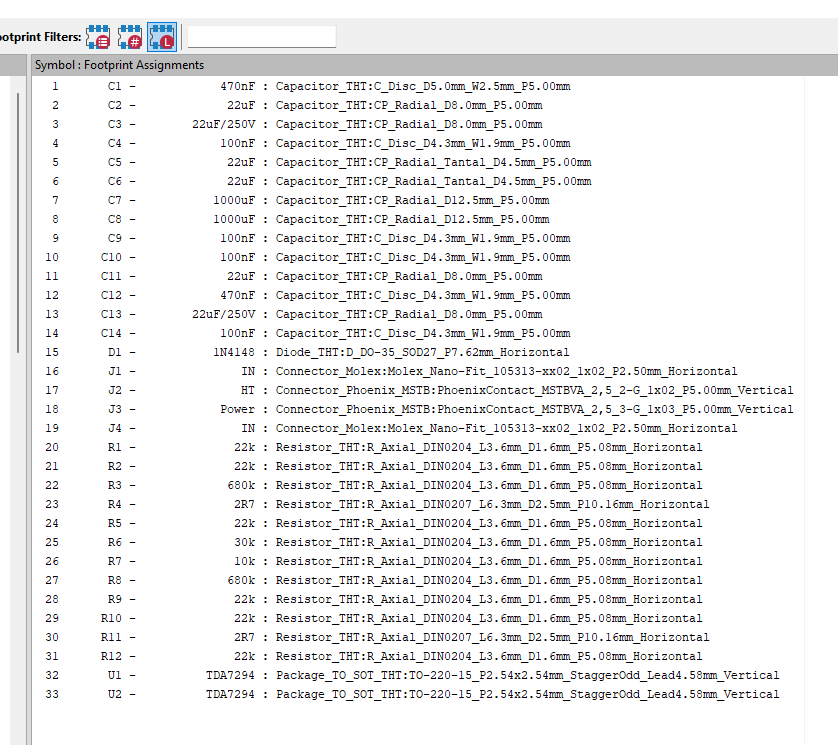 ootprint Filters:
Symbol : Footprint Assignments
1 C1 - 470nF : Capacitor_THT:C_Disc_D5.0mm_W2.5mm_P5.00mm
2 C2 - 22uF : Capacitor_THT:CP_Radial_D8.0mm_P5.00mm
3 C3 - 22uF/250V : Capacitor_THT:CP_Radial_D8.0mm_P5.00mm
4 C4 - 100nF : Capacitor_THT:C_Disc_D4.3mm_W1.9mm_P5.00mm
5 C5 - 22uF : Capacitor_THT:CP_Radial_Tantal_D4.5mm_P5.00mm
6 C6 - 22uF : Capacitor_THT:CP_Radial_Tantal_D4.5mm_P5.00mm
7 C7 - 1000uF : Capacitor_THT:CP_Radial_D12.5mm_P5.00mm
8 C8 - 1000uF : Capacitor_THT:CP_Radial_D12.5mm_P5.00mm
9 C9 - 100nF : Capacitor_THT:C_Disc_D4.3mm_W1.9mm_P5.00mm
10 C10 - 100nF : Capacitor_THT:C_Disc_D4.3mm_W1.9mm_P5.00mm
11 C11 - 22uF : Capacitor_THT:CP_Radial_D8.0mm_P5.00mm
12 C12 - 470nF : Capacitor_THT:C_Disc_D4.3mm_W1.9mm_P5.00mm
13 C13 - 22uF/250V : Capacitor_THT:CP_Radial_D8.0mm_P5.00mm
14 C14 - 100nF : Capacitor_THT:C_Disc_D4.3mm_W1.9mm_P5.00mm
15 D1 - 1N4148 : Diode_THT:D_DO-35_SOD27_P7.62mm_Horizontal
16 J1 - IN : Connector_Molex:Molex_Nano-Fit_105313-xx02_1x02_P2.50mm_Horizontal
17 J2 - HT : Connector_Phoenix_MSTB:PhoenixContact_MSTBVA_2,5_2-G_1x02_P5.00mm_Vertical
18 J3 - Power : Connector_Phoenix_MSTB:PhoenixContact_MSTBVA_2,5_3-G_1x03_P5.00mm_Vertical
19 J4 - IN : Connector_Molex:Molex_Nano-Fit_105313-xx02_1x02_P2.50mm_Horizontal
20 R1 - 22k : Resistor_THT:R_Axial_DIN0204_L3.6mm_D1.6mm_P5.08mm_Horizontal
21 R2 - 22k : Resistor_THT:R_Axial_DIN0204_L3.6mm_D1.6mm_P5.08mm_Horizontal
22 R3 - 680k : Resistor_THT:R_Axial_DIN0204_L3.6mm_D1.6mm_P5.08mm_Horizontal
23 R4 - 2R7 : Resistor_THT:R_Axial_DIN0207_L6.3mm_D2.5mm_P10.16mm_Horizontal
24 R5 - 22k : Resistor_THT:R_Axial_DIN0204_L3.6mm_D1.6mm_P5.08mm_Horizontal
25 R6 - 30k : Resistor_THT:R_Axial_DIN0204_L3.6mm_D1.6mm_P5.08mm_Horizontal
26 R7 - 10k : Resistor_THT:R_Axial_DIN0204_L3.6mm_D1.6mm_P5.08mm_Horizontal
27 R8 - 680k : Resistor_THT:R_Axial_DIN0204_L3.6mm_D1.6mm_P5.08mm_Horizontal
28 R9 - 22k : Resistor_THT:R_Axial_DIN0204_L3.6mm_D1.6mm_P5.08mm_Horizontal
29 R10 - 22k : Resistor_THT:R_Axial_DIN0204_L3.6mm_D1.6mm_P5.08mm_Horizontal
30 R11 - 2R7 : Resistor_THT:R_Axial_DIN0207_L6.3mm_D2.5mm_P10.16mm_Horizontal
31 R12 - 22k : Resistor_THT:R_Axial_DIN0204_L3.6mm_D1.6mm_P5.08mm_Horizontal
32 U1 - TDA7294 : Package_TO_SOT_THT:TO-220-15_P2.54x2.54mm_StaggerOdd_Lead4.58mm_Vertical
33 U2 - TDA7294 : Package_TO_SOT_THT:TO-220-15_P2.54x2.54mm_StaggerOdd_Lead4.58mm_Vertical